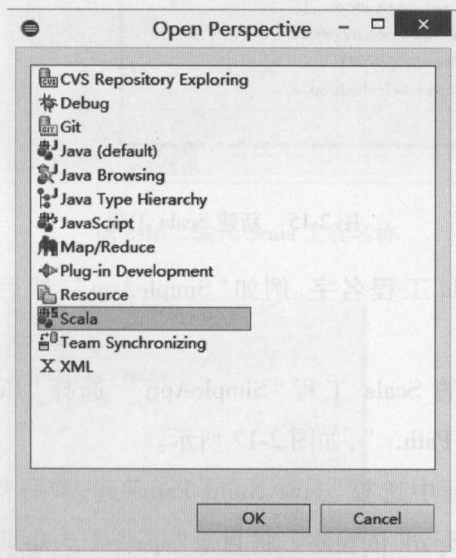 Open Perspective
CVS Repository Exploring
Debug
Git
Java (default)
Java Browsing
Java Type Hierarchy
JavaScript
Map/Reduce
Plug-in Development
Resource
Scala
Team Synchronizing
XML
OK
Cancel